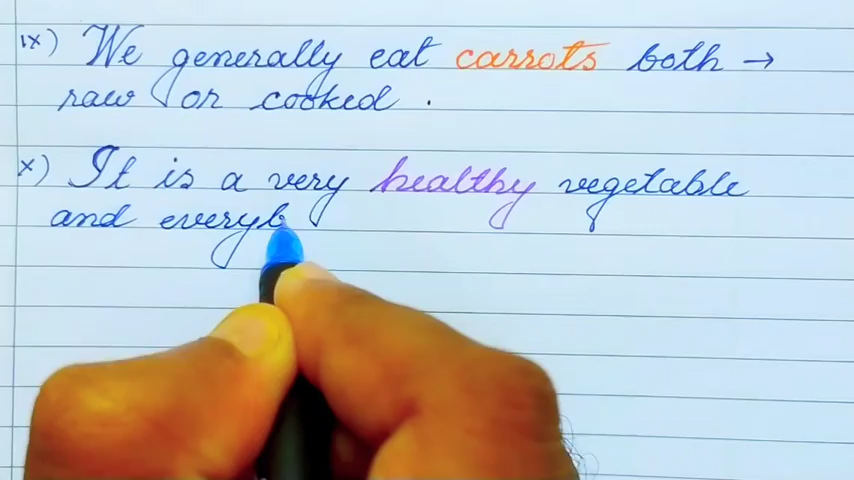 ix) We generally eat carrots both →
raw or cooked .
x) It is a very healthy vegetable
and everyb